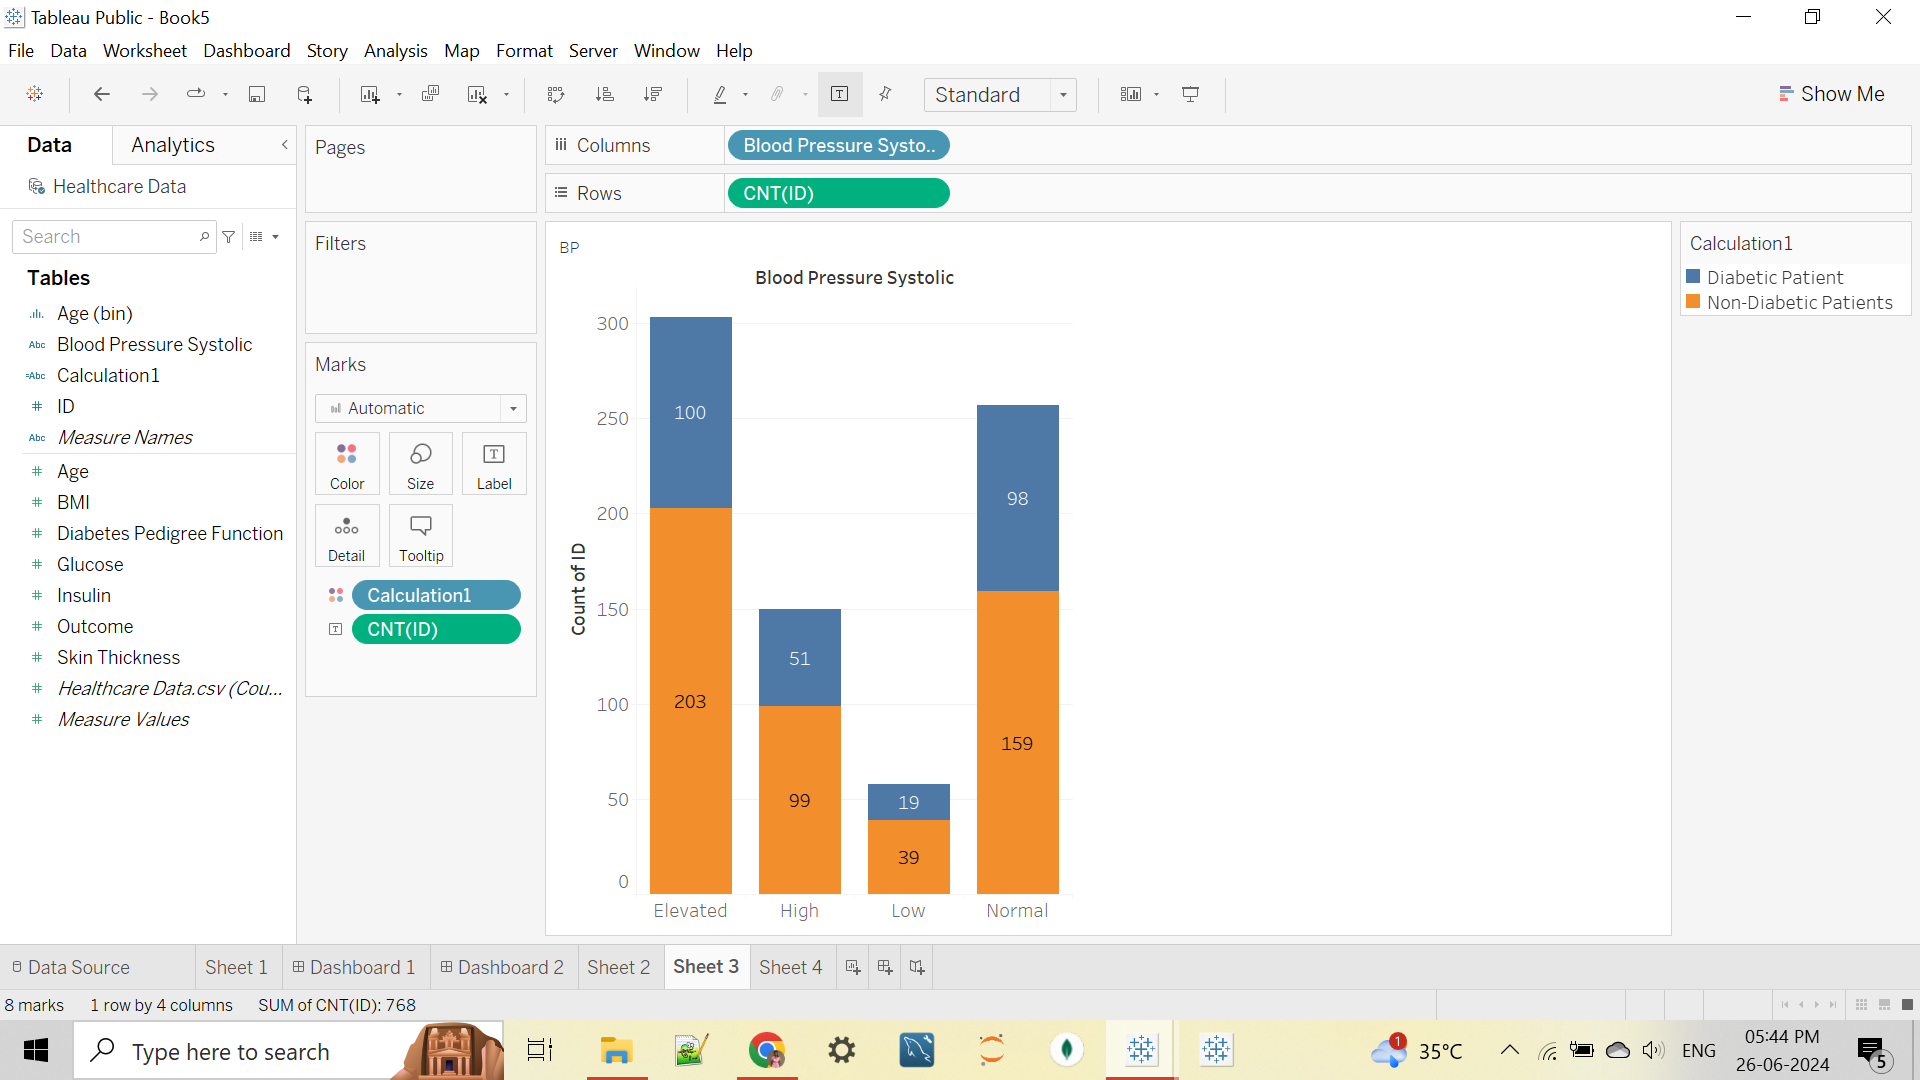 Tableau Public - Book5
File Data Worksheet Dashboard Story Analysis Map Format Server Window Help
Standard
Show Me
Data
Analytics
Healthcare Data
Search
Tables
Age (bin)
Abc Blood Pressure Systolic
=Abc Calculation1
ID
Abc Measure Names
Age
BMI
Diabetes Pedigree Function
Glucose
Insulin
Outcome
Skin Thickness
Healthcare Data.csv (Cou...
Measure Values
Pages
Filters
Marks
Automatic
Color
Size
Label
Detail
Tooltip
Calculation1
CNT(ID)
Columns
Blood Pressure Systo..
Rows
CNT(ID)
BP
Blood Pressure Systolic
Count of ID
300
250
200
150
100
50
0
100
203
51
99
19
39
98
159
Elevated
High
Low
Normal
Calculation1
Diabetic Patient
Non-Diabetic Patients
Data Source
Sheet 1
Dashboard 1
Dashboard 2
Sheet 2
Sheet 3
Sheet 4
8 marks 1 row by 4 columns SUM of CNT(ID): 768
Type here to search
1
35°C
ENG
05:44 PM
26-06-2024
5